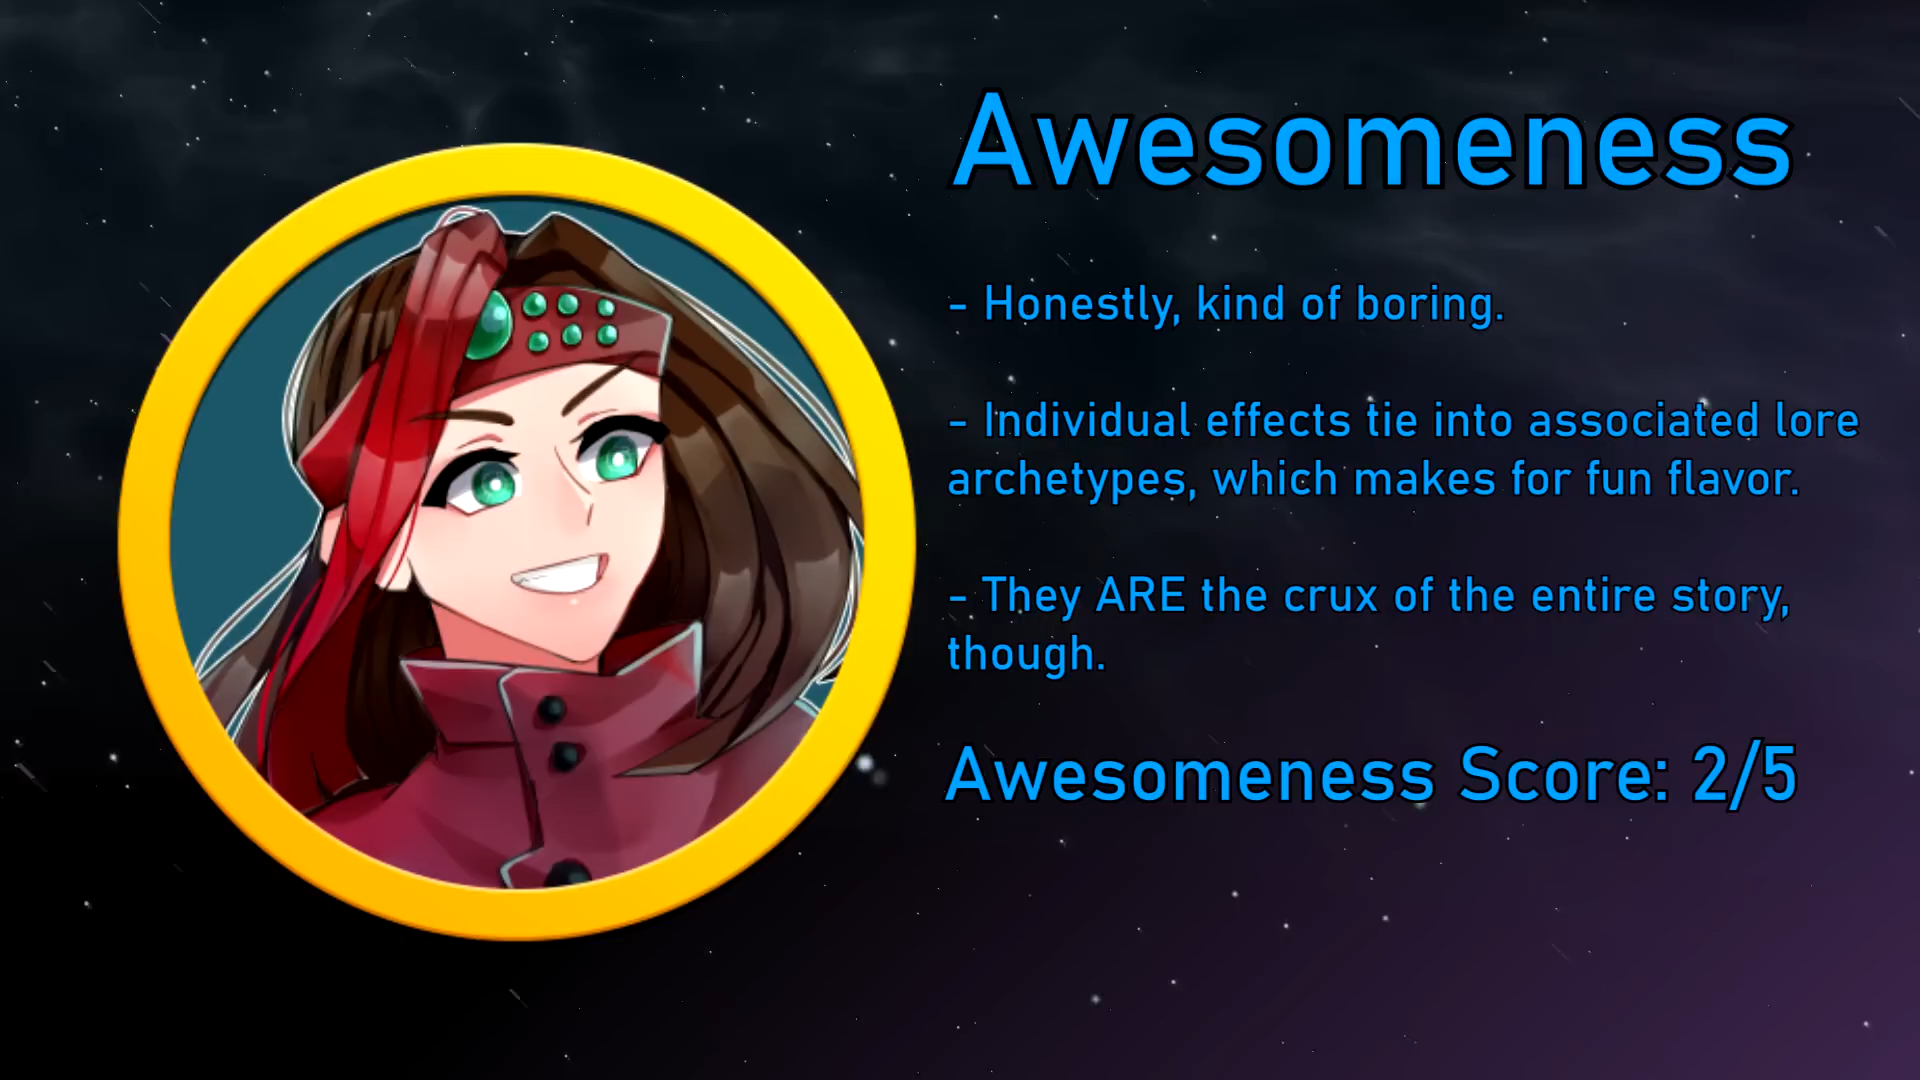 Awesomeness
- Honestly, kind of boring.
- Individual effects tie into associated lore
archetypes, which makes for fun flavor.
- They ARE the crux of the entire story,
though.
Awesomeness Score: 2/5